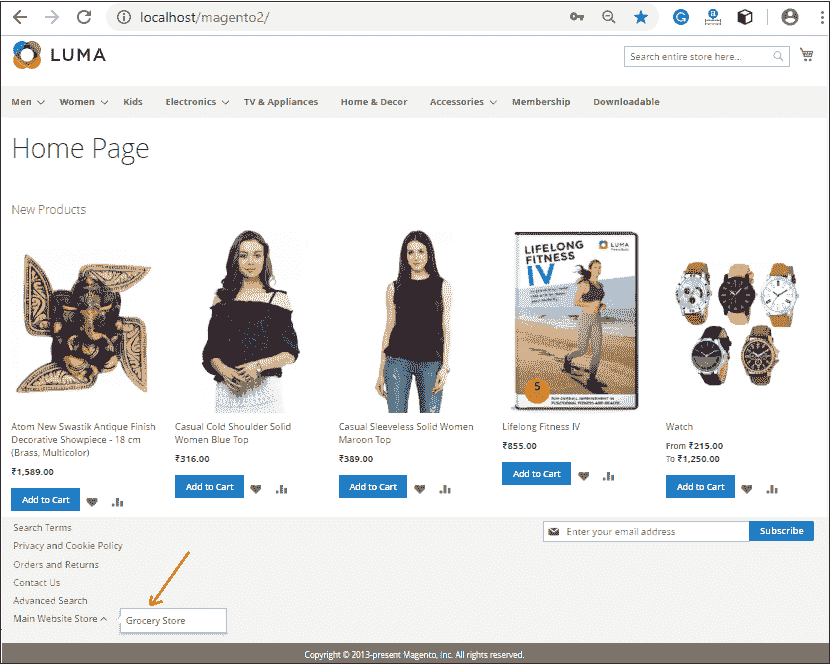 localhost/magento2/
LUMA
Search entire store here...
Men Women Kids Electronics TV & Appliances Home & Decor Accessories Membership Downloadable
Home Page
New Products
LIFELONG
FITNESS
IV
LUMA
5
Atom New Swastik Antique Finish
Decorative Showpiece - 18 cm
(Brass, Multicolor)
₹1,589.00
Add to Cart
Casual Cold Shoulder Solid
Women Blue Top
₹316.00
Add to Cart
Casual Sleeveless Solid Women
Maroon Top
₹389.00
Add to Cart
Lifelong Fitness IV
₹855.00
Add to Cart
Watch
From ₹215.00
To ₹1,250.00
Add to Cart
Search Terms
Privacy and Cookie Policy
Orders and Returns
Contact Us
Advanced Search
Main Website Store
Grocery Store
Enter your email address
Subscribe
Copyright © 2013-present Magento, Inc. All rights reserved.